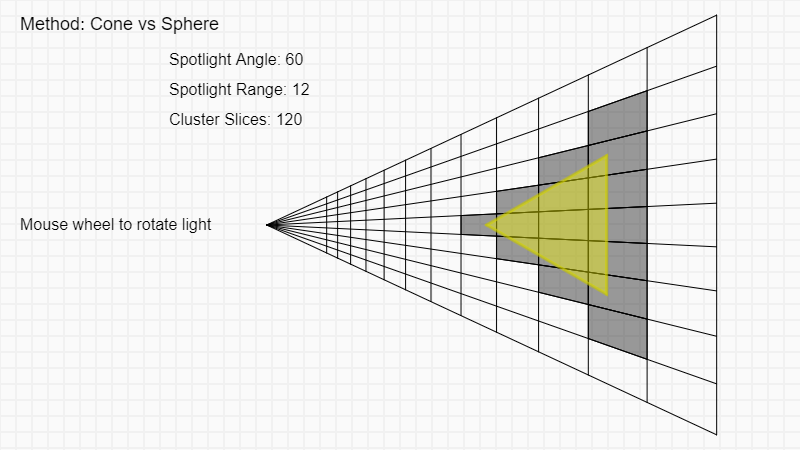 Method: Cone vs Sphere
Spotlight Angle: 60
Spotlight Range: 12
Cluster Slices: 120
Mouse wheel to rotate light